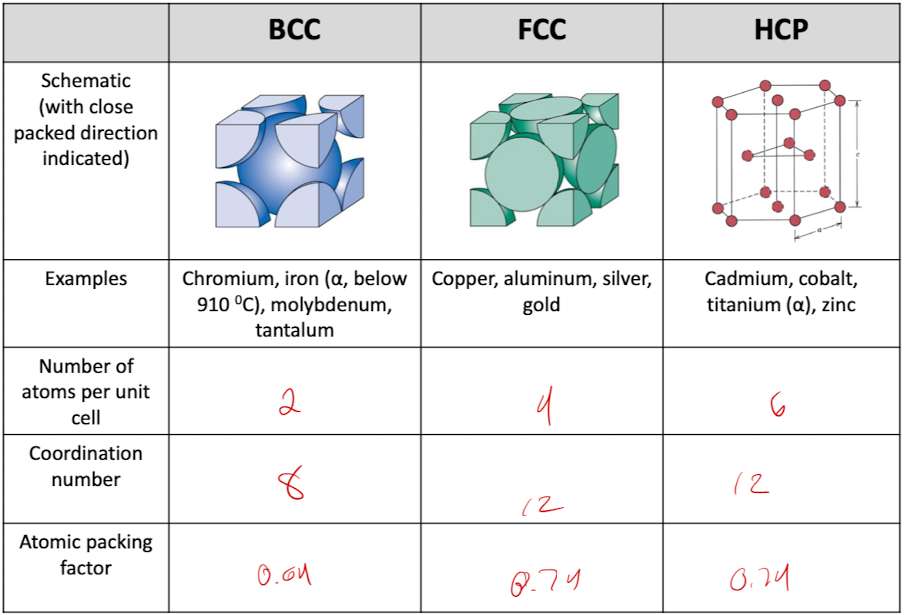 BCC
FCC
HCP
Schematic
(with close
packed direction
indicated)
c
a
Examples
Chromium, iron (α, below
910 ⁰C), molybdenum,
tantalum
Copper, aluminum, silver,
gold
Cadmium, cobalt,
titanium (α), zinc
Number of
atoms per unit
cell
2
4
6
Coordination
number
8
12
12
Atomic packing
factor
0.64
0.74
0.74